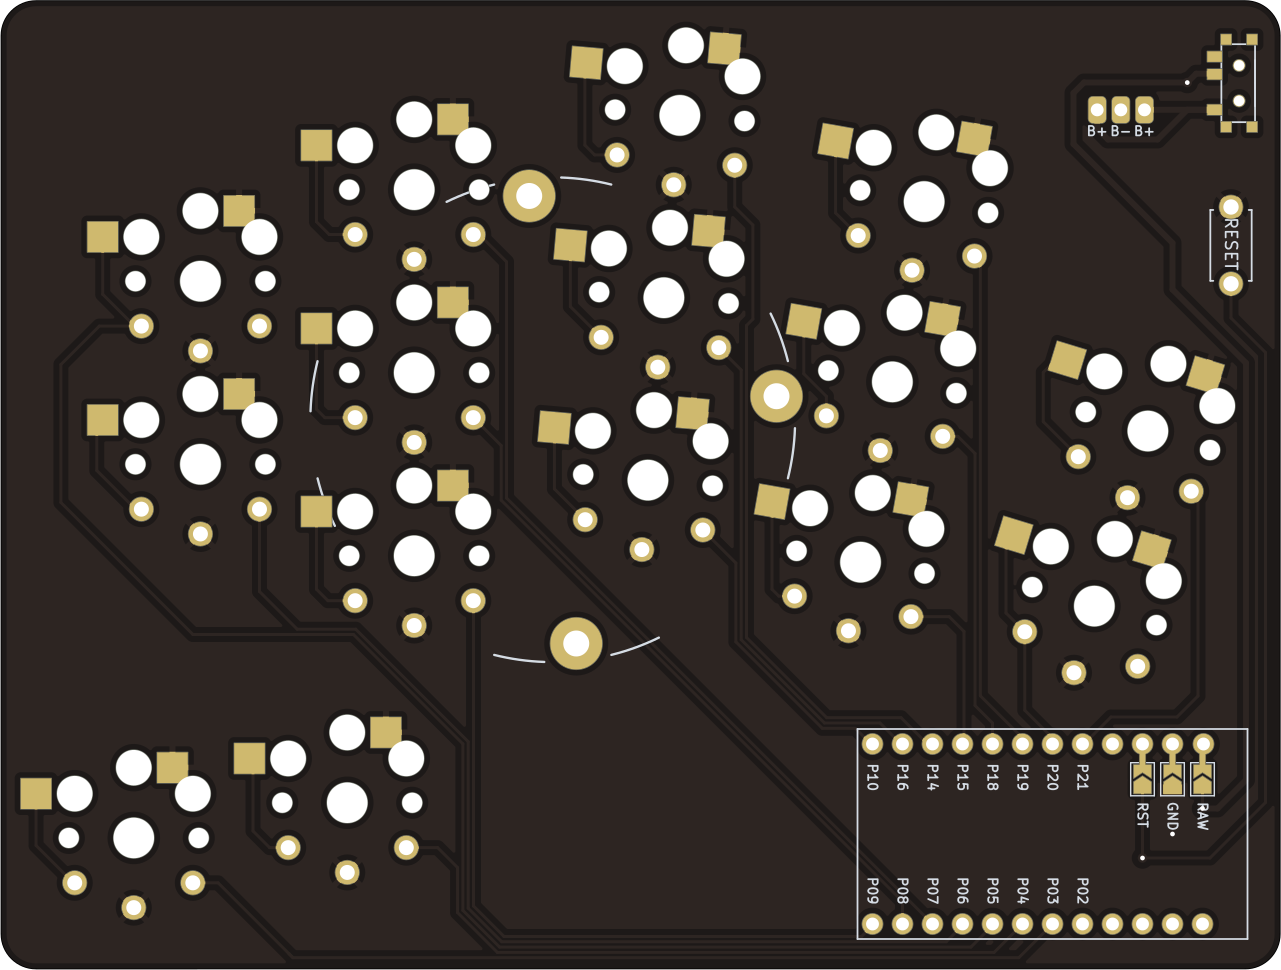 B+ B- B+
RESET
P10 P16 P14 P15 P18 P19 P20 P21
RST GND RAW
P09 P08 P07 P06 P05 P04 P03 P02